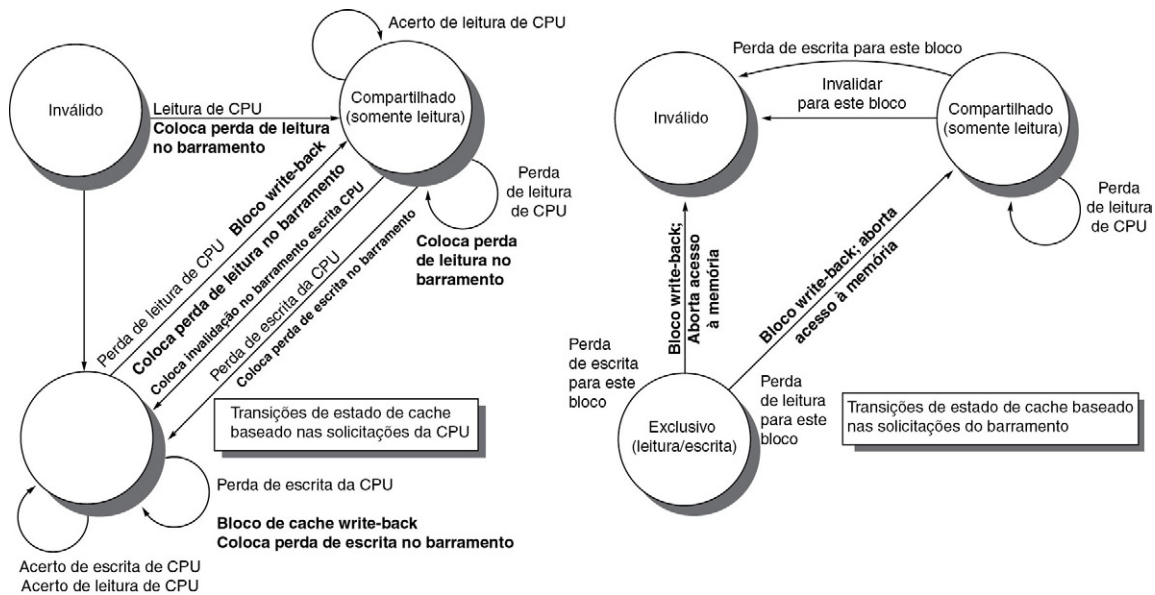 Acerto de leitura de CPU
Inválido
Leitura de CPU
Coloca perda de leitura
no barramento
Compartilhado
(somente leitura)
Perda
de leitura
de CPU
Coloca perda
de leitura no
barramento
Bloco write-back
Perda de leitura de CPU
Coloca perda de leitura no barramento
Coloca invalidação no barramento escrita CPU
Perda de escrita da CPU
Coloca perda de escrita no barramento
Transições de estado de cache
baseado nas solicitações da CPU
Perda de escrita da CPU
Bloco de cache write-back
Coloca perda de escrita no barramento
Acerto de escrita de CPU
Acerto de leitura de CPU
Perda de escrita para este bloco
Invalidar
para este bloco
Inválido
Compartilhado
(somente leitura)
Perda
de leitura
de CPU
Bloco write-back;
Aborta acesso
à memória
Bloco write-back; aborta
acesso à memória
Perda
de escrita
para este
bloco
Exclusivo
(leitura/escrita)
Perda
de leitura
para este
bloco
Transições de estado de cache baseado
nas solicitações do barramento